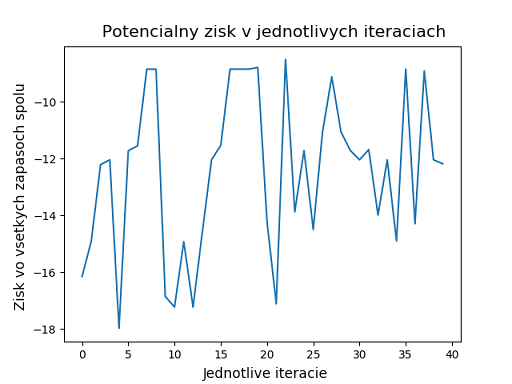 Potencialny zisk v jednotlivych iteraciach
Zisk vo vsetkych zapasoch spolu
−10
−12
−14
−16
−18
0 5 10 15 20 25 30 35 40
Jednotlive iteracie